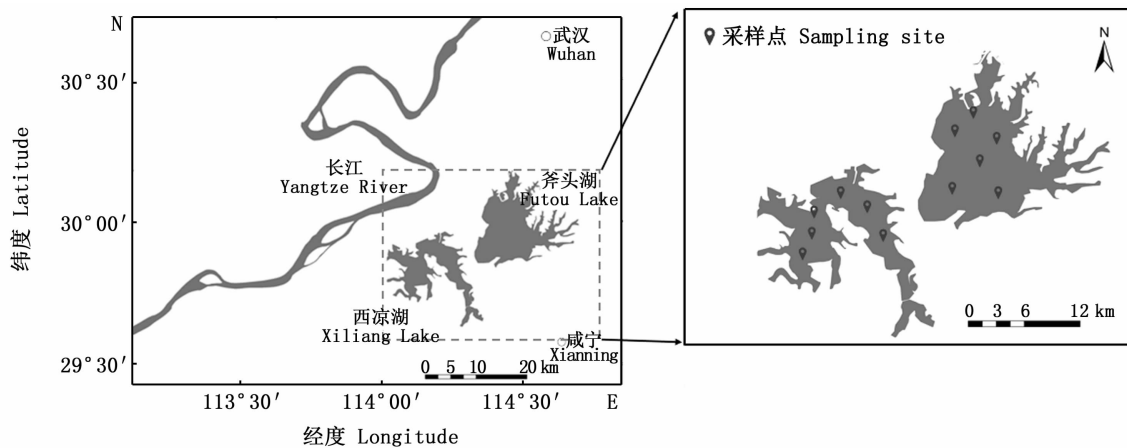 N
武汉
Wuhan
30°30′
长江
Yangtze River
斧头湖
Futou Lake
30°00′
纬度 Latitude
西凉湖
Xiliang Lake
咸宁
Xianning
29°30′
0 5 10 20 km
113°30′ 114°00′ 114°30′ E
经度 Longitude
采样点 Sampling site
N
0 3 6 12 km